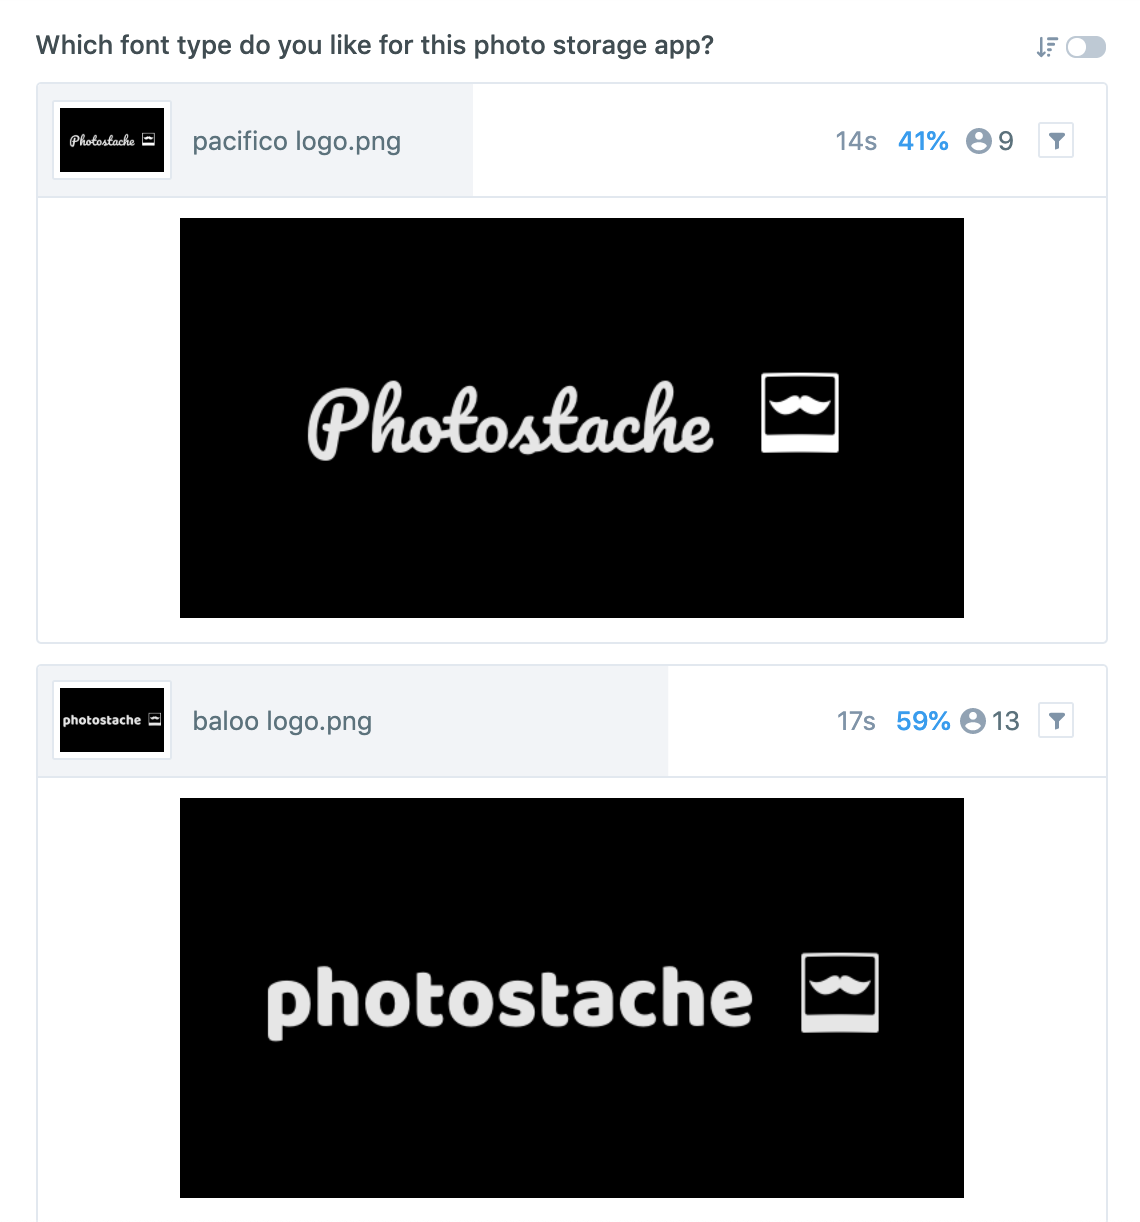 Which font type do you like for this photo storage app?
Photostache
pacifico logo.png
14s 41% 9
Photostache
photostache
baloo logo.png
17s 59% 13
photostache